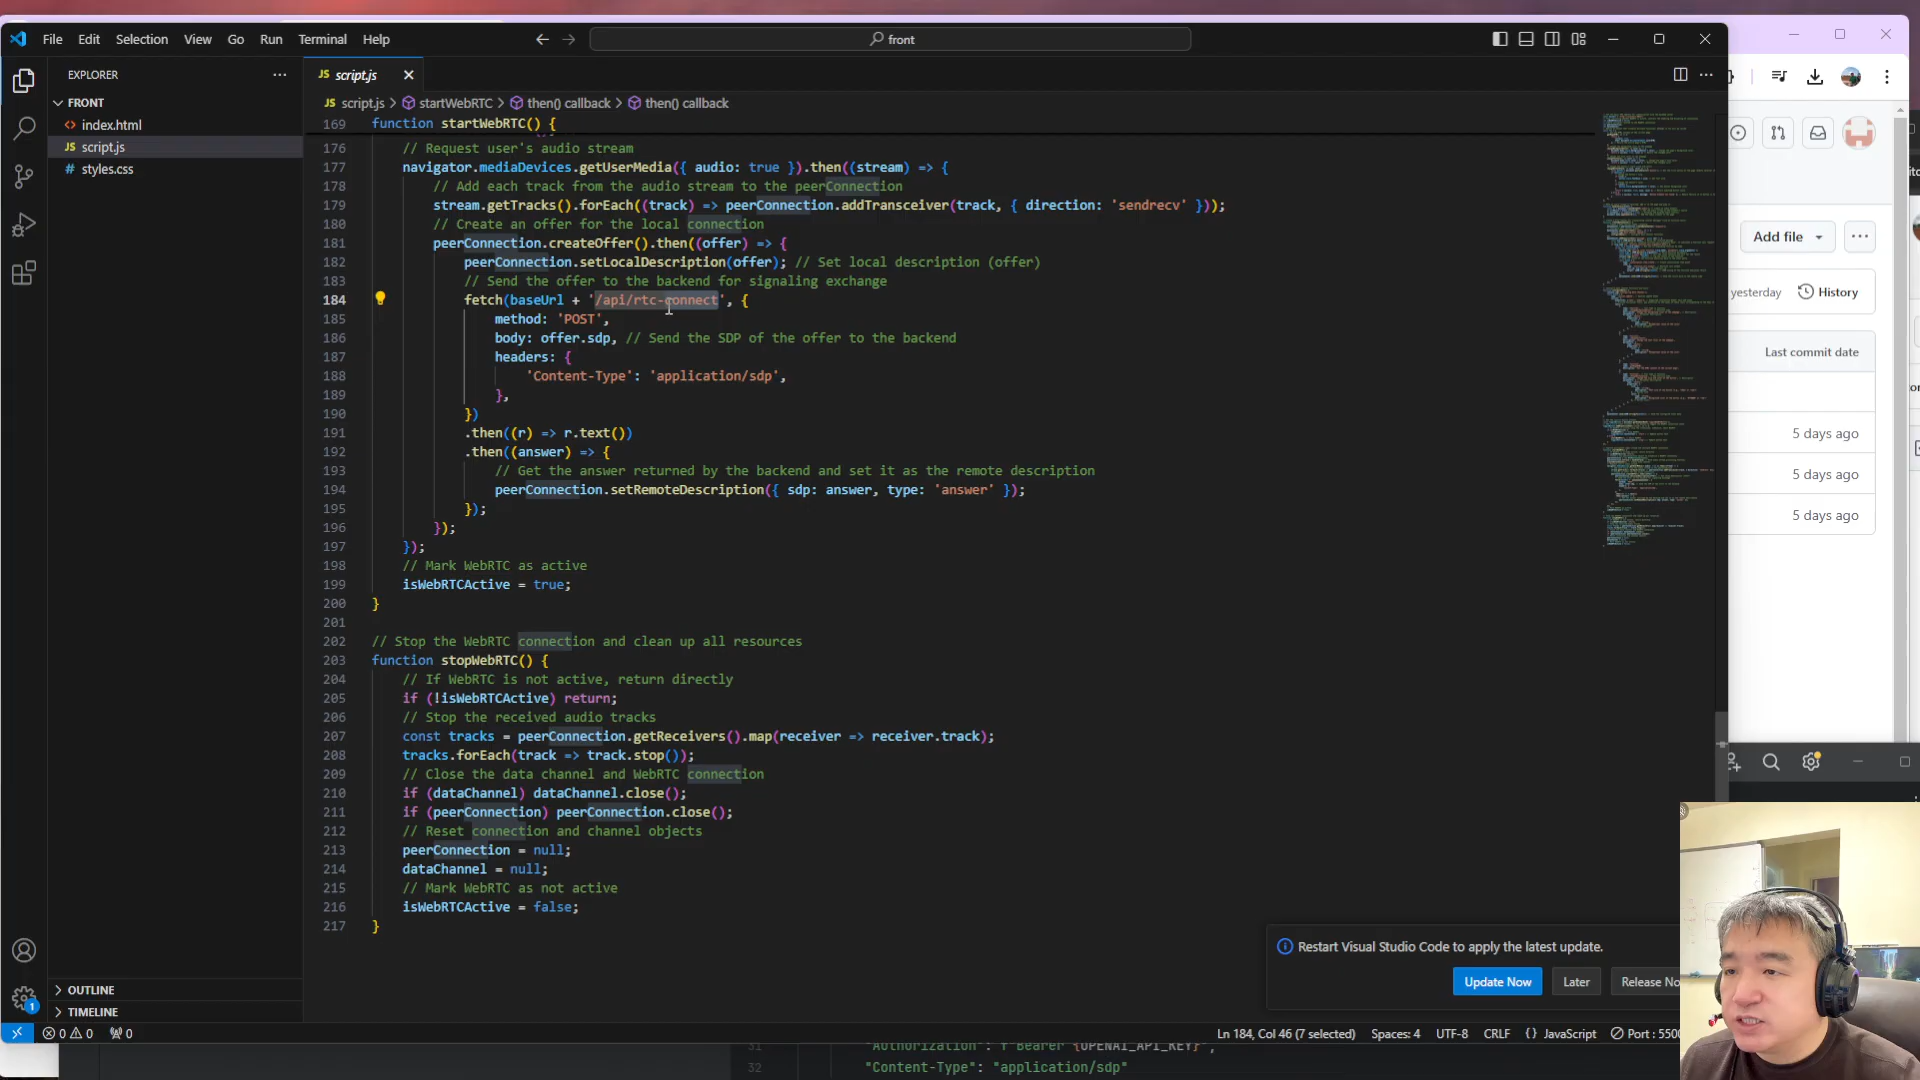 File Edit Selection View Go Run Terminal Help
front
EXPLORER
FRONT
index.html
JS script.js
# styles.css
OUTLINE
TIMELINE
JS script.js
JS script.js > startWebRTC > then() callback > then() callback
169 function startWebRTC() {
176 // Request user's audio stream
177 navigator.mediaDevices.getUserMedia({ audio: true }).then((stream) => {
178 // Add each track from the audio stream to the peerConnection
179 stream.getTracks().forEach((track) => peerConnection.addTransceiver(track, { direction: 'sendrecv' }));
180 // Create an offer for the local connection
181 peerConnection.createOffer().then((offer) => {
182 peerConnection.setLocalDescription(offer); // Set local description (offer)
183 // Send the offer to the backend for signaling exchange
184 fetch(baseUrl + '/api/rtc-connect', {
185 method: 'POST',
186 body: offer.sdp, // Send the SDP of the offer to the backend
187 headers: {
188 'Content-Type': 'application/sdp',
189 },
190 })
191 .then((r) => r.text())
192 .then((answer) => {
193 // Get the answer returned by the backend and set it as the remote description
194 peerConnection.setRemoteDescription({ sdp: answer, type: 'answer' });
195 });
196 });
197 });
198 // Mark WebRTC as active
199 isWebRTCActive = true;
200 }
201
202 // Stop the WebRTC connection and clean up all resources
203 function stopWebRTC() {
204 // If WebRTC is not active, return directly
205 if (!isWebRTCActive) return;
206 // Stop the received audio tracks
207 const tracks = peerConnection.getReceivers().map(receiver => receiver.track);
208 tracks.forEach(track => track.stop());
209 // Close the data channel and WebRTC connection
210 if (dataChannel) dataChannel.close();
211 if (peerConnection) peerConnection.close();
212 // Reset connection and channel objects
213 peerConnection = null;
214 dataChannel = null;
215 // Mark WebRTC as not active
216 isWebRTCActive = false;
217 }
Restart Visual Studio Code to apply the latest update.
Update Now Later Release No
1
0 0 0
Ln 184, Col 46 (7 selected) Spaces: 4 UTF-8 CRLF {} JavaScript Port : 5500
Add file
yesterday History
Last commit date
5 days ago
5 days ago
5 days ago
31 "Authorization": f"Bearer {OPENAI_API_KEY}",
32 "Content-Type": "application/sdp"